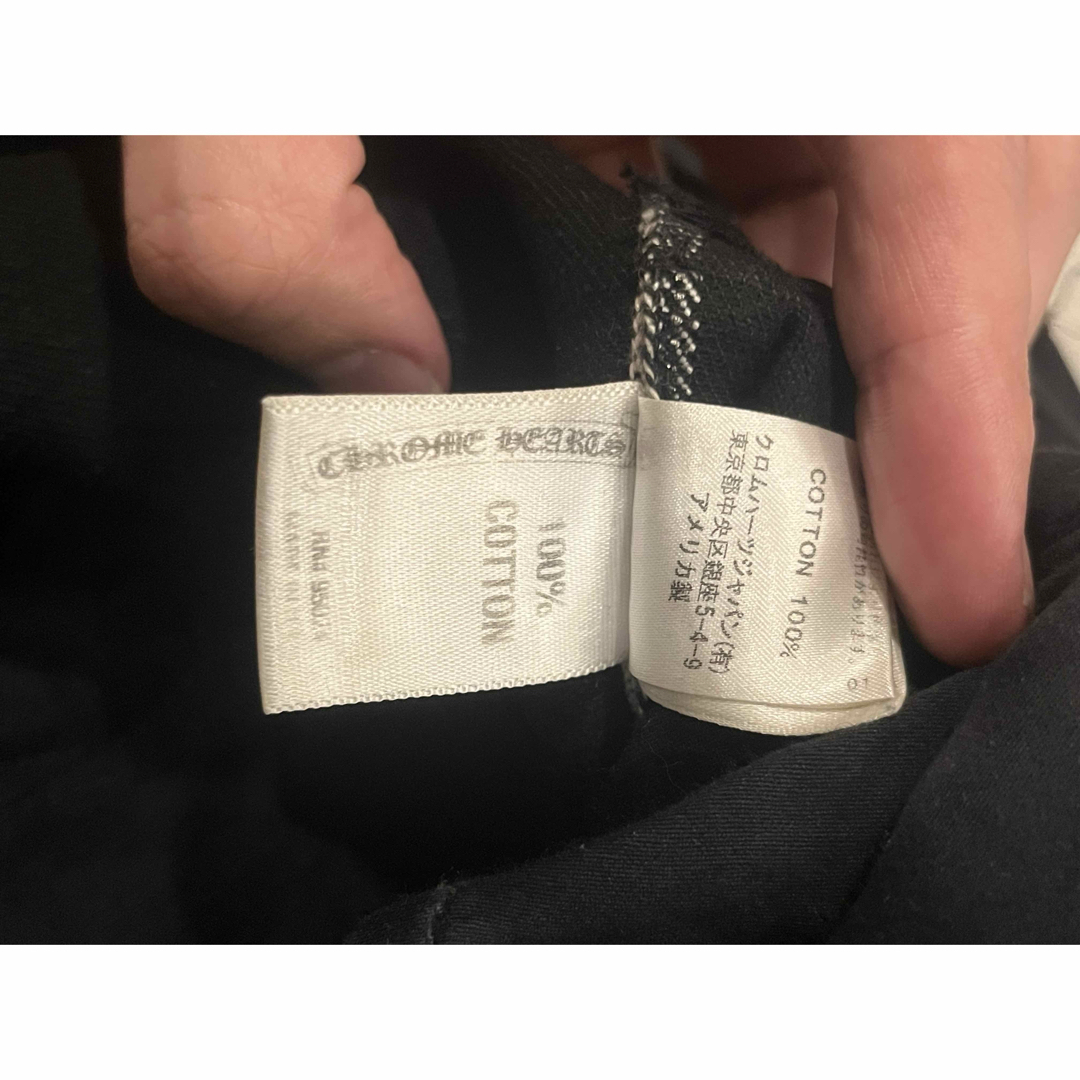 CHROME HEARTS
100%
COTTON
COTTON 100%
クロムハーツジャパン(有)
東京都中央区銀座5-4-9
アメリカ製